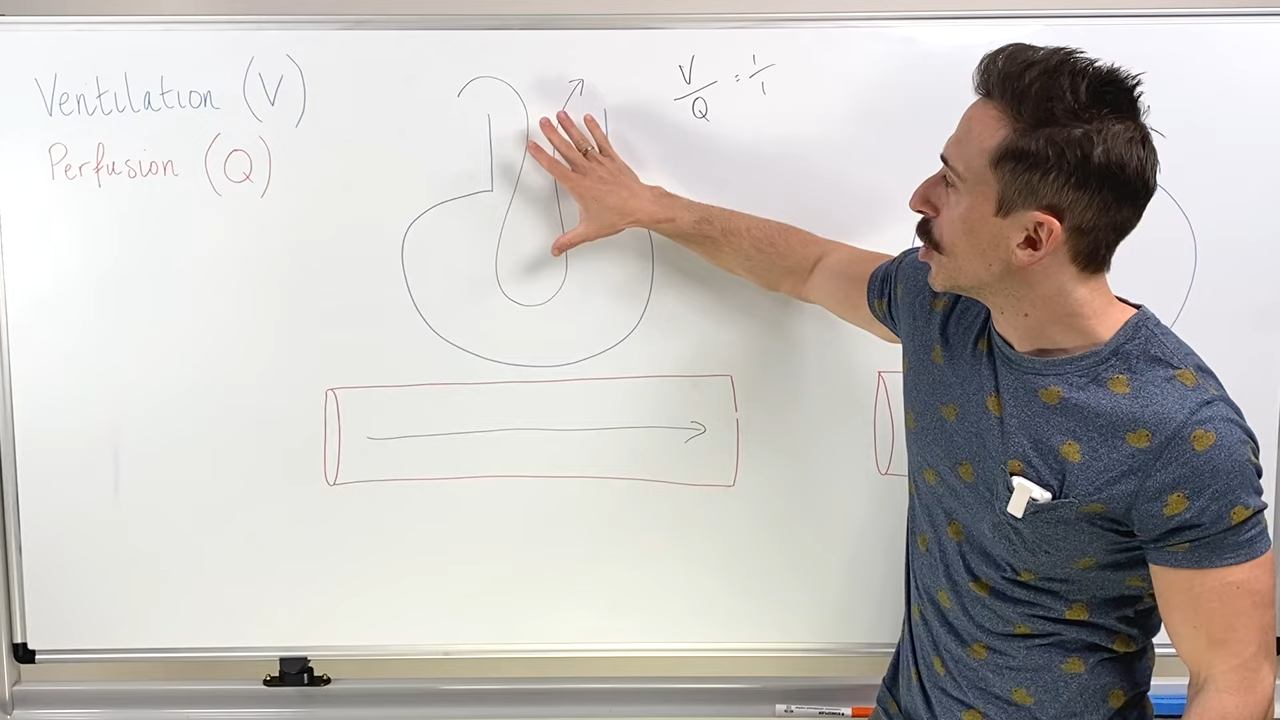 Ventilation (V)
Perfusion (Q)
V/Q = 1/1